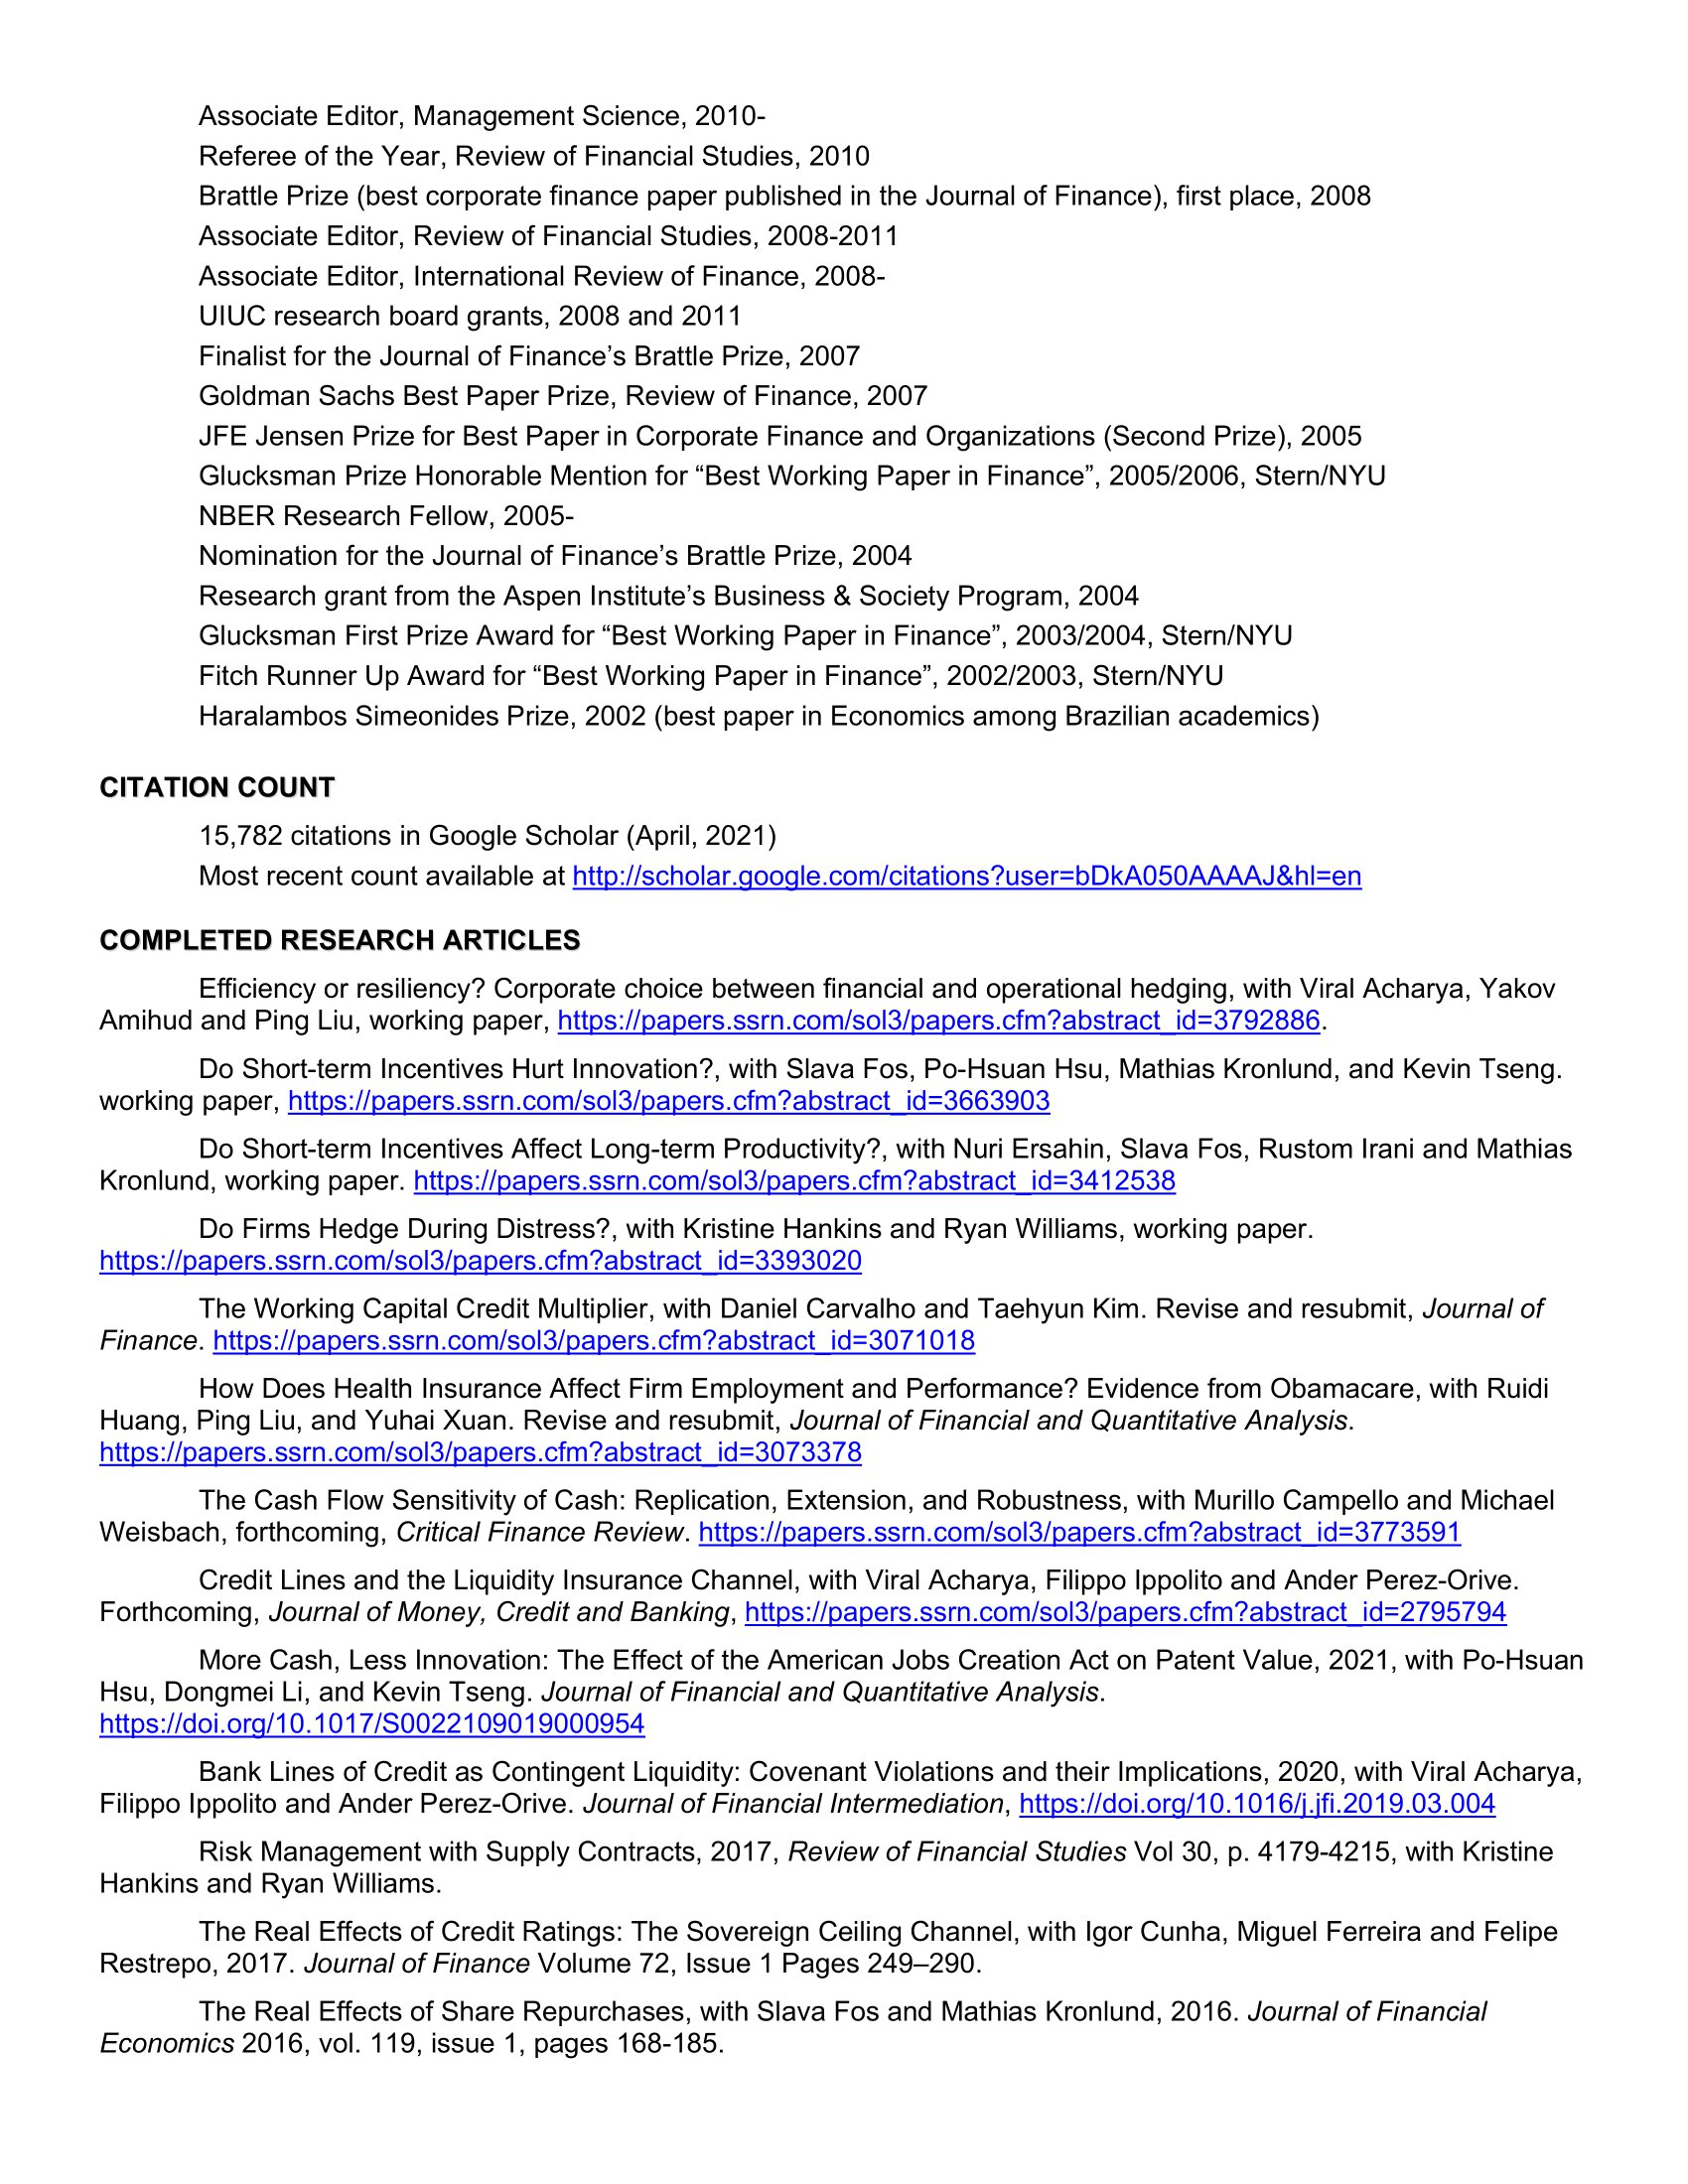 Associate Editor, Management Science, 2010-
Referee of the Year, Review of Financial Studies, 2010
Brattle Prize (best corporate finance paper published in the Journal of Finance), first place, 2008
Associate Editor, Review of Financial Studies, 2008-2011
Associate Editor, International Review of Finance, 2008-
UIUC research board grants, 2008 and 2011
Finalist for the Journal of Finance’s Brattle Prize, 2007
Goldman Sachs Best Paper Prize, Review of Finance, 2007
JFE Jensen Prize for Best Paper in Corporate Finance and Organizations (Second Prize), 2005
Glucksman Prize Honorable Mention for “Best Working Paper in Finance”, 2005/2006, Stern/NYU
NBER Research Fellow, 2005-
Nomination for the Journal of Finance’s Brattle Prize, 2004
Research grant from the Aspen Institute’s Business & Society Program, 2004
Glucksman First Prize Award for “Best Working Paper in Finance”, 2003/2004, Stern/NYU
Fitch Runner Up Award for “Best Working Paper in Finance”, 2002/2003, Stern/NYU
Haralambos Simeonides Prize, 2002 (best paper in Economics among Brazilian academics)
CITATION COUNT
15,782 citations in Google Scholar (April, 2021)
Most recent count available at http://scholar.google.com/citations?user=bDkA050AAAAJ&hl=en
COMPLETED RESEARCH ARTICLES
Efficiency or resiliency? Corporate choice between financial and operational hedging, with Viral Acharya, Yakov
Amihud and Ping Liu, working paper, https://papers.ssrn.com/sol3/papers.cfm?abstract_id=3792886.
Do Short-term Incentives Hurt Innovation?, with Slava Fos, Po-Hsuan Hsu, Mathias Kronlund, and Kevin Tseng.
working paper, https://papers.ssrn.com/sol3/papers.cfm?abstract_id=3663903
Do Short-term Incentives Affect Long-term Productivity?, with Nuri Ersahin, Slava Fos, Rustom Irani and Mathias
Kronlund, working paper. https://papers.ssrn.com/sol3/papers.cfm?abstract_id=3412538
Do Firms Hedge During Distress?, with Kristine Hankins and Ryan Williams, working paper.
https://papers.ssrn.com/sol3/papers.cfm?abstract_id=3393020
The Working Capital Credit Multiplier, with Daniel Carvalho and Taehyun Kim. Revise and resubmit, Journal of
Finance. https://papers.ssrn.com/sol3/papers.cfm?abstract_id=3071018
How Does Health Insurance Affect Firm Employment and Performance? Evidence from Obamacare, with Ruidi
Huang, Ping Liu, and Yuhai Xuan. Revise and resubmit, Journal of Financial and Quantitative Analysis.
https://papers.ssrn.com/sol3/papers.cfm?abstract_id=3073378
The Cash Flow Sensitivity of Cash: Replication, Extension, and Robustness, with Murillo Campello and Michael
Weisbach, forthcoming, Critical Finance Review. https://papers.ssrn.com/sol3/papers.cfm?abstract_id=3773591
Credit Lines and the Liquidity Insurance Channel, with Viral Acharya, Filippo Ippolito and Ander Perez-Orive.
Forthcoming, Journal of Money, Credit and Banking, https://papers.ssrn.com/sol3/papers.cfm?abstract_id=2795794
More Cash, Less Innovation: The Effect of the American Jobs Creation Act on Patent Value, 2021, with Po-Hsuan
Hsu, Dongmei Li, and Kevin Tseng. Journal of Financial and Quantitative Analysis.
https://doi.org/10.1017/S0022109019000954
Bank Lines of Credit as Contingent Liquidity: Covenant Violations and their Implications, 2020, with Viral Acharya,
Filippo Ippolito and Ander Perez-Orive. Journal of Financial Intermediation, https://doi.org/10.1016/j.jfi.2019.03.004
Risk Management with Supply Contracts, 2017, Review of Financial Studies Vol 30, p. 4179-4215, with Kristine
Hankins and Ryan Williams.
The Real Effects of Credit Ratings: The Sovereign Ceiling Channel, with Igor Cunha, Miguel Ferreira and Felipe
Restrepo, 2017. Journal of Finance Volume 72, Issue 1 Pages 249–290.
The Real Effects of Share Repurchases, with Slava Fos and Mathias Kronlund, 2016. Journal of Financial
Economics 2016, vol. 119, issue 1, pages 168-185.